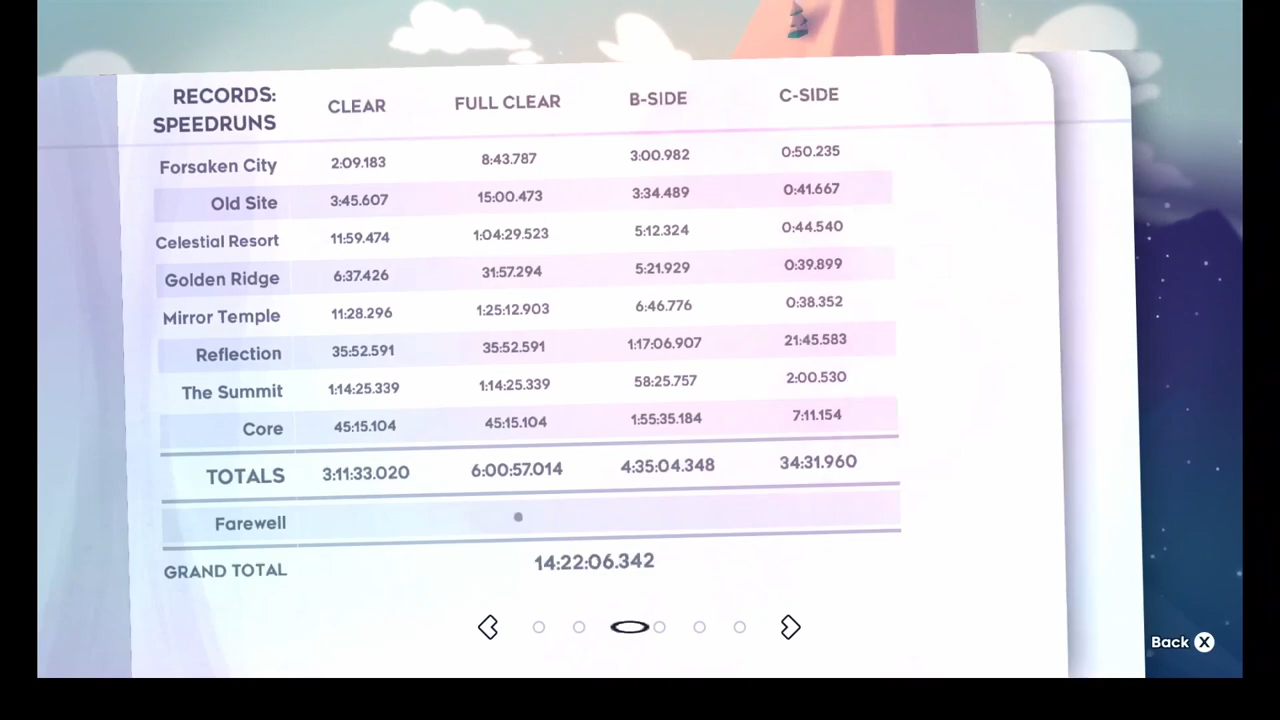 RECORDS: SPEEDRUNS CLEAR FULL CLEAR B-SIDE C-SIDE
Forsaken City 2:09.183 8:43.787 3:00.982 0:50.235
Old Site 3:45.607 15:00.473 3:34.489 0:41.667
Celestial Resort 11:59.474 1:04:29.523 5:12.324 0:44.540
Golden Ridge 6:37.426 31:57.294 5:21.929 0:39.899
Mirror Temple 11:28.296 1:25:12.903 6:46.776 0:38.352
Reflection 35:52.591 35:52.591 1:17:06.907 21:45.583
The Summit 1:14:25.339 1:14:25.339 58:25.757 2:00.530
Core 45:15.104 45:15.104 1:55:35.184 7:11.154
TOTALS 3:11:33.020 6:00:57.014 4:35:04.348 34:31.960
Farewell
GRAND TOTAL 14:22:06.342
Back X